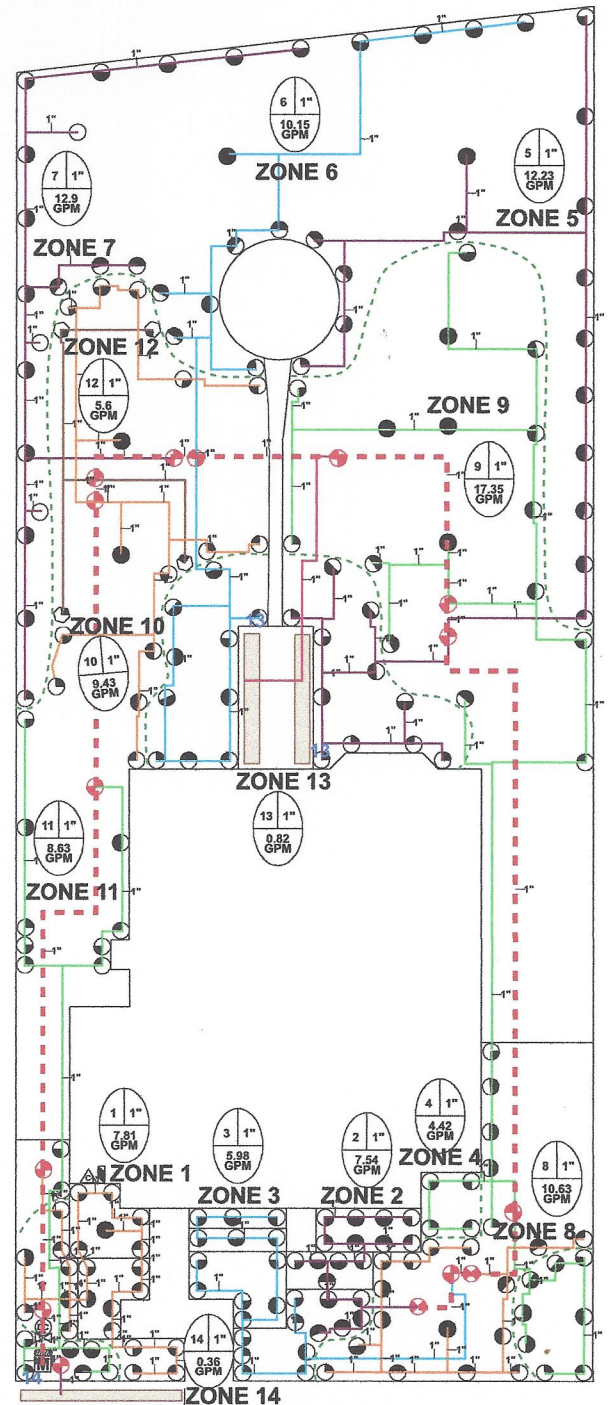 1"
1"
6 1"
10.15
GPM
5 1"
12.23
GPM
7 1"
12.9
GPM
ZONE 6
ZONE 5
ZONE 7
ZONE 12
12 1"
5.6
GPM
ZONE 9
9 1"
17.35
GPM
ZONE 10
10 1"
9.43
GPM
13
13
ZONE 13
13 1"
0.82
GPM
11 1"
8.63
GPM
ZONE 11
1 1"
7.81
GPM
3 1"
5.98
GPM
2 1"
7.54
GPM
4 1"
4.42
GPM
8 1"
10.63
GPM
ZONE 1
ZONE 3
ZONE 2
ZONE 4
ZONE 8
C
M
14
14 1"
0.36
GPM
ZONE 14